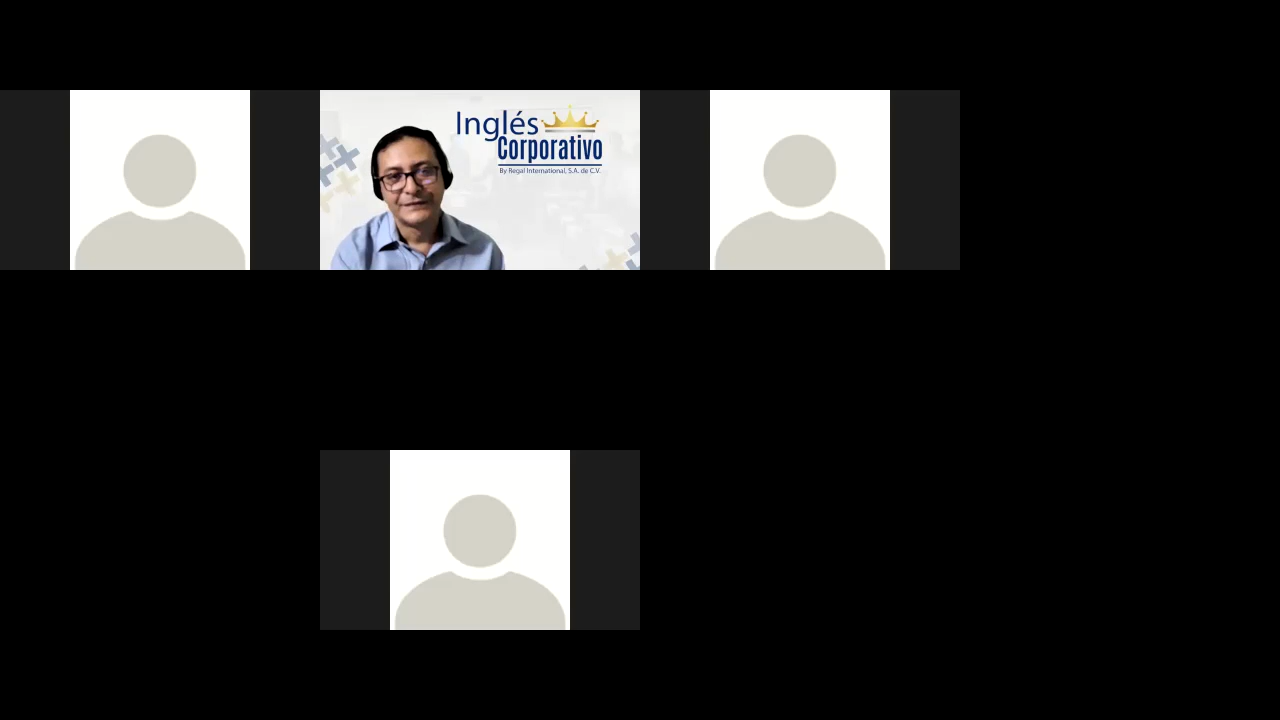 Inglés
Corporativo
By Regal International, S.A. de C.V.